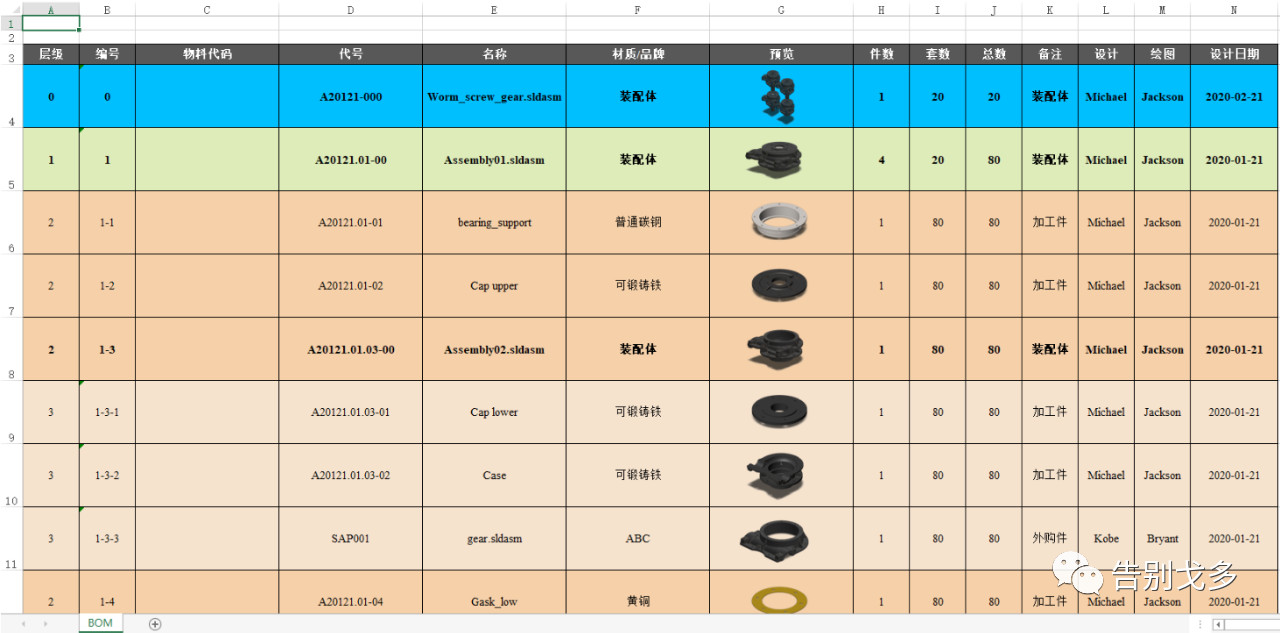 A B C D E F G H I J K L M N
1
2
3 层级 编号 物料代码 代号 名称 材质/品牌 预览 件数 套数 总数 备注 设计 绘图 设计日期
4 0 0 A20121-000 Worm_screw_gear.sldasm 装配体 1 20 20 装配体 Michael Jackson 2020-02-21
5 1 1 A20121.01-00 Assembly01.sldasm 装配体 4 20 80 装配体 Michael Jackson 2020-01-21
6 2 1-1 A20121.01-01 bearing_support 普通碳钢 1 80 80 加工件 Michael Jackson 2020-01-21
7 2 1-2 A20121.01-02 Cap upper 可锻铸铁 1 80 80 加工件 Michael Jackson 2020-01-21
8 2 1-3 A20121.01.03-00 Assembly02.sldasm 装配体 1 80 80 装配体 Michael Jackson 2020-01-21
9 3 1-3-1 A20121.01.03-01 Cap lower 可锻铸铁 1 80 80 加工件 Michael Jackson 2020-01-21
10 3 1-3-2 A20121.01.03-02 Case 可锻铸铁 1 80 80 加工件 Michael Jackson 2020-01-21
11 3 1-3-3 SAP001 gear.sldasm ABC 1 80 80 外购件 Kobe Bryant 2020-01-21
2 1-4 A20121.01-04 Gask_low 黄铜 1 80 80 加工件 Michael Jackson 2020-01-21
告别戈多
BOM